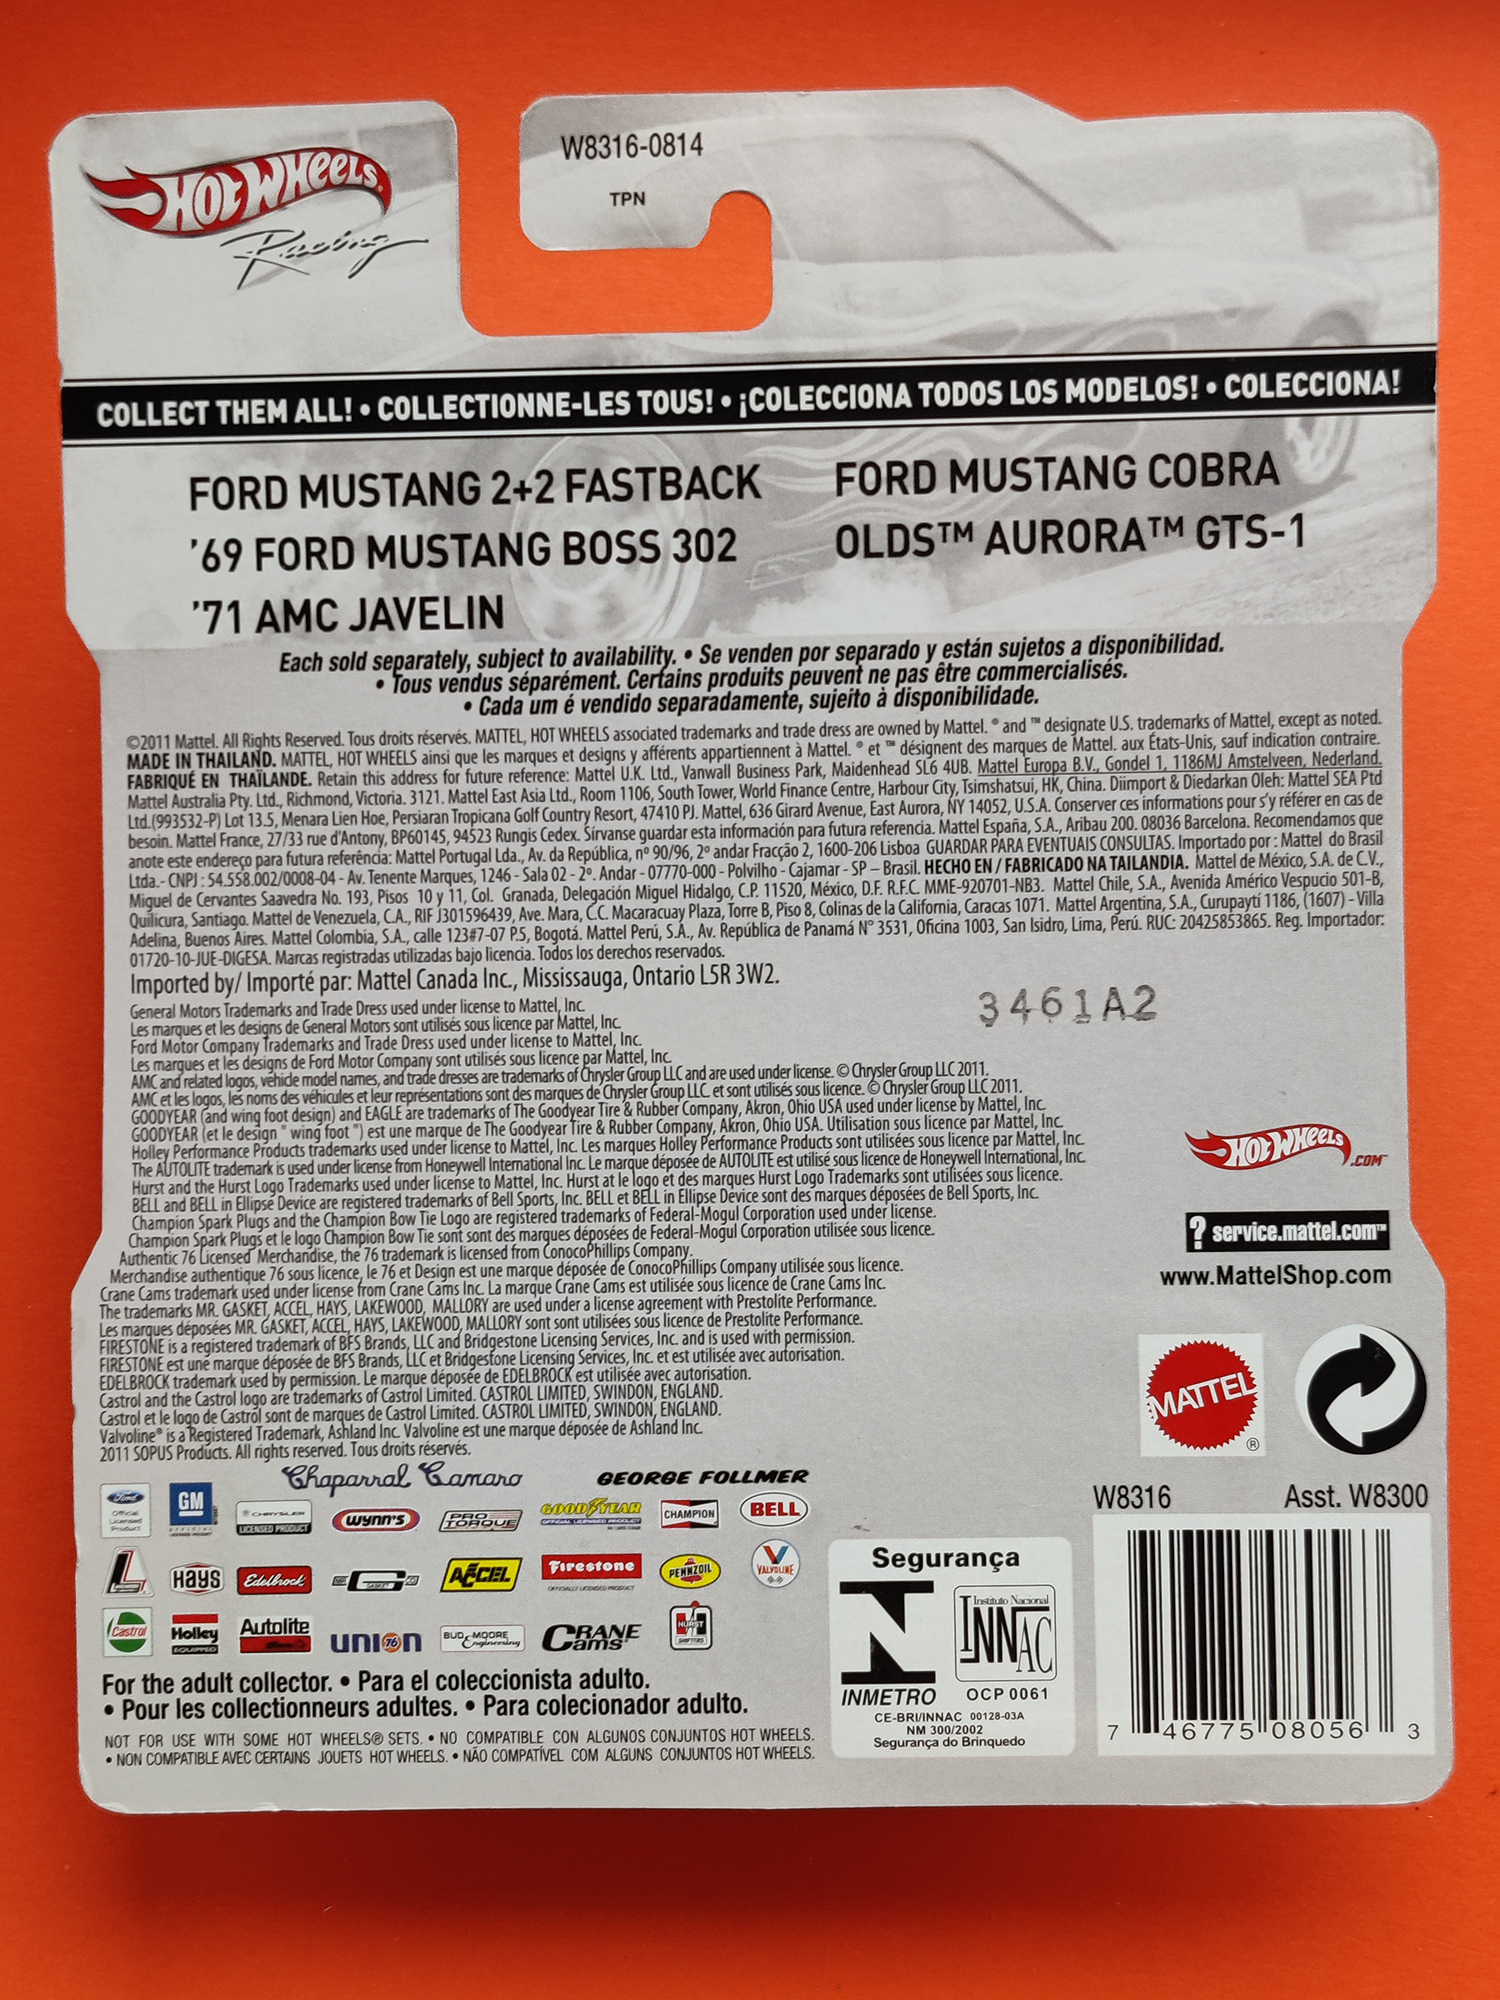 HOT WHEELS®
Racing
W8316-0814
TPN
COLLECT THEM ALL! • COLLECTIONNE-LES TOUS! • ¡COLECCIONA TODOS LOS MODELOS! • COLECCIONA!
FORD MUSTANG 2+2 FASTBACK
'69 FORD MUSTANG BOSS 302
'71 AMC JAVELIN
FORD MUSTANG COBRA
OLDS™ AURORA™ GTS-1
Each sold separately, subject to availability. • Se venden por separado y están sujetos a disponibilidad.
• Tous vendus séparément. Certains produits peuvent ne pas être commercialisés.
• Cada um é vendido separadamente, sujeito à disponibilidade.
©2011 Mattel. All Rights Reserved. Tous droits réservés. MATTEL, HOT WHEELS associated trademarks and trade dress are owned by Mattel. ® and ™ designate U.S. trademarks of Mattel, except as noted.
MADE IN THAILAND. MATTEL, HOT WHEELS ainsi que les marques et designs y afférents appartiennent à Mattel. ® et ™ désignent des marques de Mattel. aux États-Unis, sauf indication contraire.
FABRIQUÉ EN THAÏLANDE. Retain this address for future reference: Mattel U.K. Ltd., Vanwall Business Park, Maidenhead SL6 4UB. Mattel Europa B.V., Gondel 1, 1186MJ Amstelveen, Nederland.
Mattel Australia Pty. Ltd., Richmond, Victoria. 3121. Mattel East Asia Ltd., Room 1106, South Tower, World Finance Centre, Harbour City, Tsimshatsui, HK, China. Diimport & Diedarkan Oleh: Mattel SEA Ptd
Ltd.(993532-P) Lot 13.5, Menara Lien Hoe, Persiaran Tropicana Golf Country Resort, 47410 PJ. Mattel, 636 Girard Avenue, East Aurora, NY 14052, U.S.A. Conserver ces informations pour s'y référer en cas de
besoin. Mattel France, 27/33 rue d'Antony, BP60145, 94523 Rungis Cedex. Sírvanse guardar esta información para futura referencia. Mattel España, S.A., Aribau 200. 08036 Barcelona. Recomendamos que
anote este endereço para futura referência: Mattel Portugal Lda., Av. da República, nº 90/96, 2º andar Fracção 2, 1600-206 Lisboa GUARDAR PARA EVENTUAIS CONSULTAS. Importado por : Mattel do Brasil
Ltda.- CNPJ : 54.558.002/0008-04 - Av. Tenente Marques, 1246 - Sala 02 - 2º. Andar - 07770-000 - Polvilho - Cajamar - SP – Brasil. HECHO EN / FABRICADO NA TAILANDIA. Mattel de México, S.A. de C.V.,
Miguel de Cervantes Saavedra No. 193, Pisos 10 y 11, Col. Granada, Delegación Miguel Hidalgo, C.P. 11520, México, D.F. R.F.C. MME-920701-NB3. Mattel Chile, S.A., Avenida Américo Vespucio 501-B,
Quilicura, Santiago. Mattel de Venezuela, C.A., RIF J301596439, Ave. Mara, C.C. Macaracuay Plaza, Torre B, Piso 8, Colinas de la California, Caracas 1071. Mattel Argentina, S.A., Curupaytí 1186, (1607) - Villa
Adelina, Buenos Aires. Mattel Colombia, S.A., calle 123#7-07 P.5, Bogotá. Mattel Perú, S.A., Av. República de Panamá N° 3531, Oficina 1003, San Isidro, Lima, Perú. RUC: 20425853865. Reg. Importador:
01720-10-JUE-DIGESA. Marcas registradas utilizadas bajo licencia. Todos los derechos reservados.
Imported by/ Importé par: Mattel Canada Inc., Mississauga, Ontario L5R 3W2.
3461A2
General Motors Trademarks and Trade Dress used under license to Mattel, Inc.
Les marques et les designs de General Motors sont utilisés sous licence par Mattel, Inc.
Ford Motor Company Trademarks and Trade Dress used under license to Mattel, Inc.
Les marques et les designs de Ford Motor Company sont utilisés sous licence par Mattel, Inc.
AMC and related logos, vehicle model names, and trade dresses are trademarks of Chrysler Group LLC and are used under license. © Chrysler Group LLC 2011.
AMC et les logos, les noms des véhicules et leur représentations sont des marques de Chrysler Group LLC. et sont utilisés sous licence. © Chrysler Group LLC 2011.
GOODYEAR (and wing foot design) and EAGLE are trademarks of The Goodyear Tire & Rubber Company, Akron, Ohio USA used under license by Mattel, Inc.
GOODYEAR (et le design " wing foot ") est une marque de The Goodyear Tire & Rubber Company, Akron, Ohio USA. Utilisation sous licence par Mattel, Inc.
Holley Performance Products trademarks used under license to Mattel, Inc. Les marques Holley Performance Products sont utilisées sous licence par Mattel, Inc.
The AUTOLITE trademark is used under license from Honeywell International Inc. Le marque déposée de AUTOLITE est utilisé sous licence de Honeywell International, Inc.
Hurst and the Hurst Logo Trademarks used under license to Mattel, Inc. Hurst at le logo et des marques Hurst Logo Trademarks sont utilisées sous licence.
BELL and BELL in Ellipse Device are registered trademarks of Bell Sports, Inc. BELL et BELL in Ellipse Device sont des marques déposées de Bell Sports, Inc.
Champion Spark Plugs and the Champion Bow Tie Logo are registered trademarks of Federal-Mogul Corporation used under license.
Champion Spark Plugs et le logo Champion Bow Tie sont sont des marques déposées de Federal-Mogul Corporation utilisée sous licence.
Authentic 76 Licensed Merchandise, the 76 trademark is licensed from ConocoPhillips Company.
Merchandise authentique 76 sous licence, le 76 et Design est une marque déposée de ConocoPhillips Company utilisée sous licence.
Crane Cams trademark used under license from Crane Cams Inc. La marque Crane Cams est utilisée sous licence de Crane Cams Inc.
The trademarks MR. GASKET, ACCEL, HAYS, LAKEWOOD, MALLORY are used under a license agreement with Prestolite Performance.
Les marques déposées MR. GASKET, ACCEL, HAYS, LAKEWOOD, MALLORY sont sont utilisées sous licence de Prestolite Performance.
FIRESTONE is a registered trademark of BFS Brands, LLC and Bridgestone Licensing Services, Inc. and is used with permission.
FIRESTONE est une marque déposée de BFS Brands, LLC et Bridgestone Licensing Services, Inc. et est utilisée avec autorisation.
EDELBROCK trademark used by permission. Le marque déposée de EDELBROCK est utilisée avec autorisation.
Castrol and the Castrol logo are trademarks of Castrol Limited. CASTROL LIMITED, SWINDON, ENGLAND.
Castrol et le logo de Castrol sont de marques de Castrol Limited. CASTROL LIMITED, SWINDON, ENGLAND.
Valvoline® is a Registered Trademark, Ashland Inc. Valvoline est une marque déposée de Ashland Inc.
2011 SOPUS Products. All rights reserved. Tous droits réservés.
HOT WHEELS.COM™
? service.mattel.com™
www.MattelShop.com
MATTEL ®
Chaparral Camaro GEORGE FOLLMER
Ford Official Licensed Product GM CHRYSLER LICENSED PRODUCT Wynn's PRO TORQUE GOODYEAR CHAMPION BELL
L HAYS Edelbrock GASKET ACCEL Firestone OFFICIALLY LICENSED PRODUCT PENNZOIL VALVOLINE
Castrol Holley EQUIPPED Autolite UNION 76 BUD MOORE Engineering CRANE Cams HURST SHIFTERS
For the adult collector. • Para el coleccionista adulto.
• Pour les collectionneurs adultes. • Para colecionador adulto.
NOT FOR USE WITH SOME HOT WHEELS® SETS. • NO COMPATIBLE CON ALGUNOS CONJUNTOS HOT WHEELS.
• NON COMPATIBLE AVEC CERTAINS JOUETS HOT WHEELS. • NÃO COMPATÍVEL COM ALGUNS CONJUNTOS HOT WHEELS.
Segurança
Instituto Nacional
INNAC
INMETRO OCP 0061
CE-BRI/INNAC 00128-03A
NM 300/2002
Segurança do Brinquedo
W8316 Asst. W8300
7 46775 08056 3